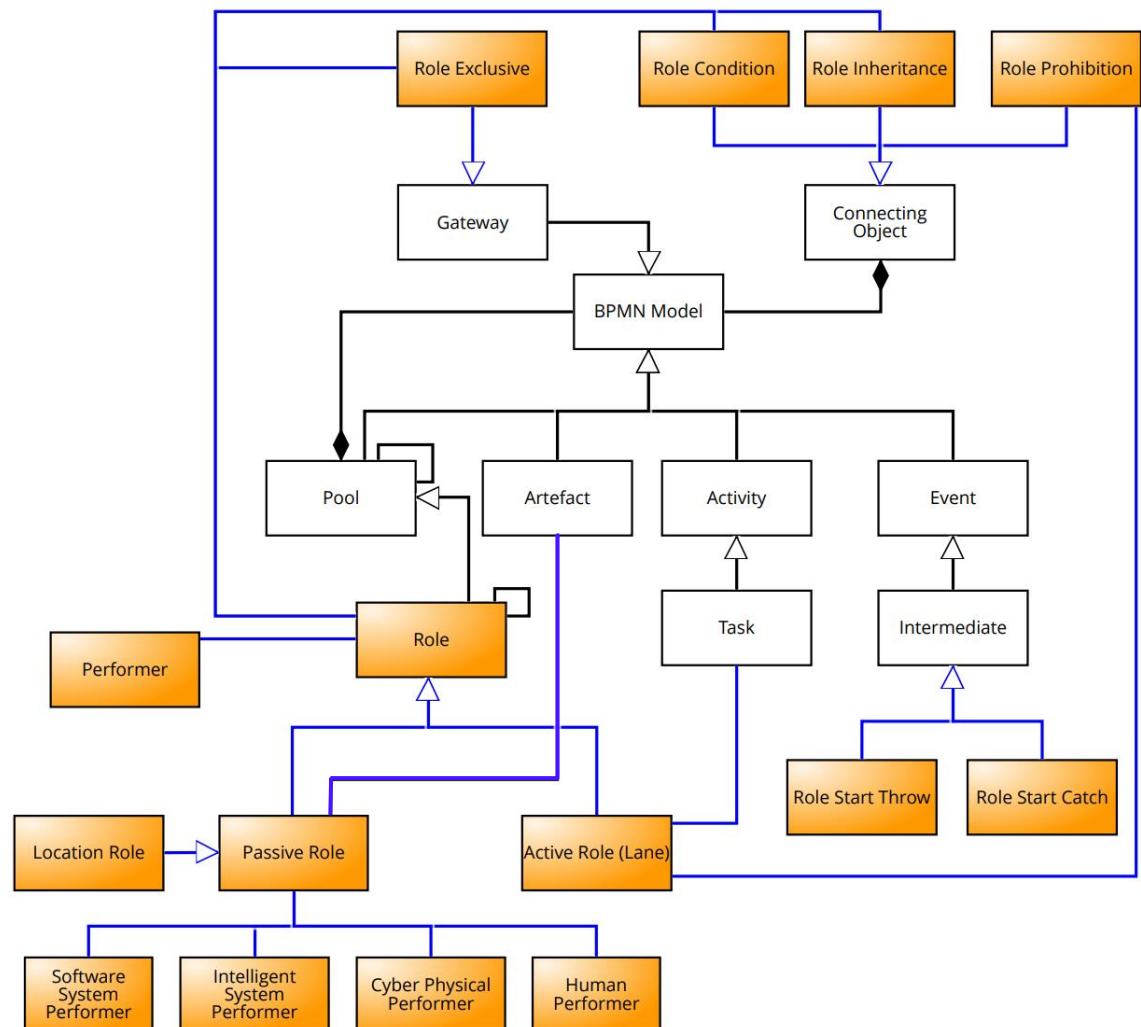 Role Exclusive
Role Condition
Role Inheritance
Role Prohibition
Gateway
Connecting
Object
BPMN Model
Pool
Artefact
Activity
Event
Role
Task
Intermediate
Performer
Role Start Throw
Role Start Catch
Location Role
Passive Role
Active Role (Lane)
Software
System
Performer
Intelligent
System
Performer
Cyber Physical
Performer
Human
Performer